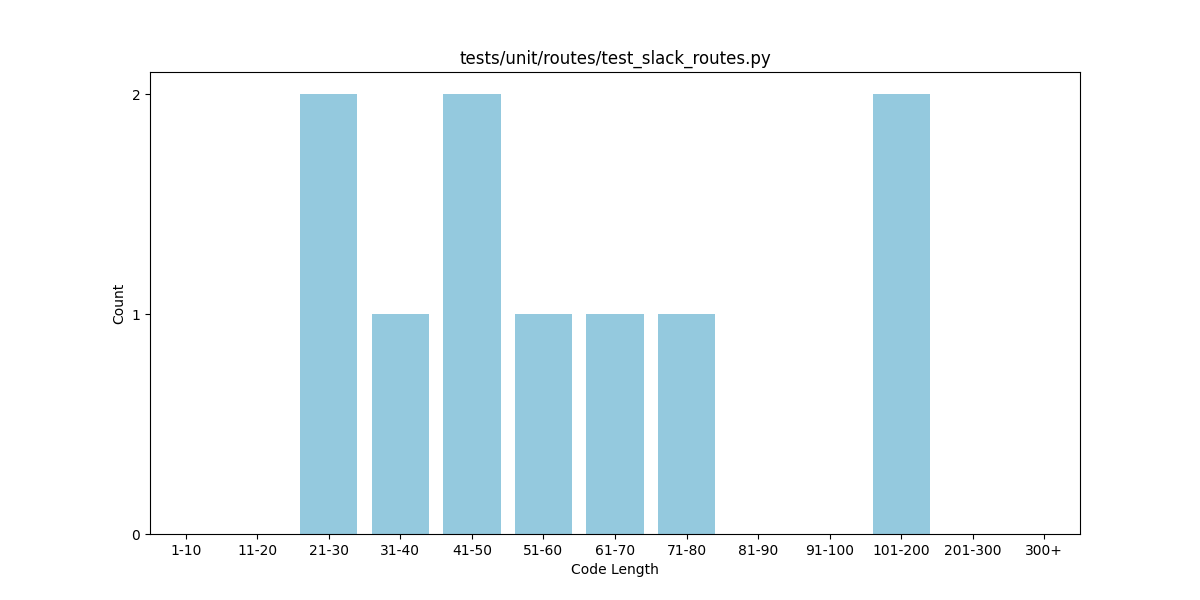 tests/unit/routes/test_slack_routes.py
2
1
0
Count
1-10 11-20 21-30 31-40 41-50 51-60 61-70 71-80 81-90 91-100 101-200 201-300 300+
Code Length